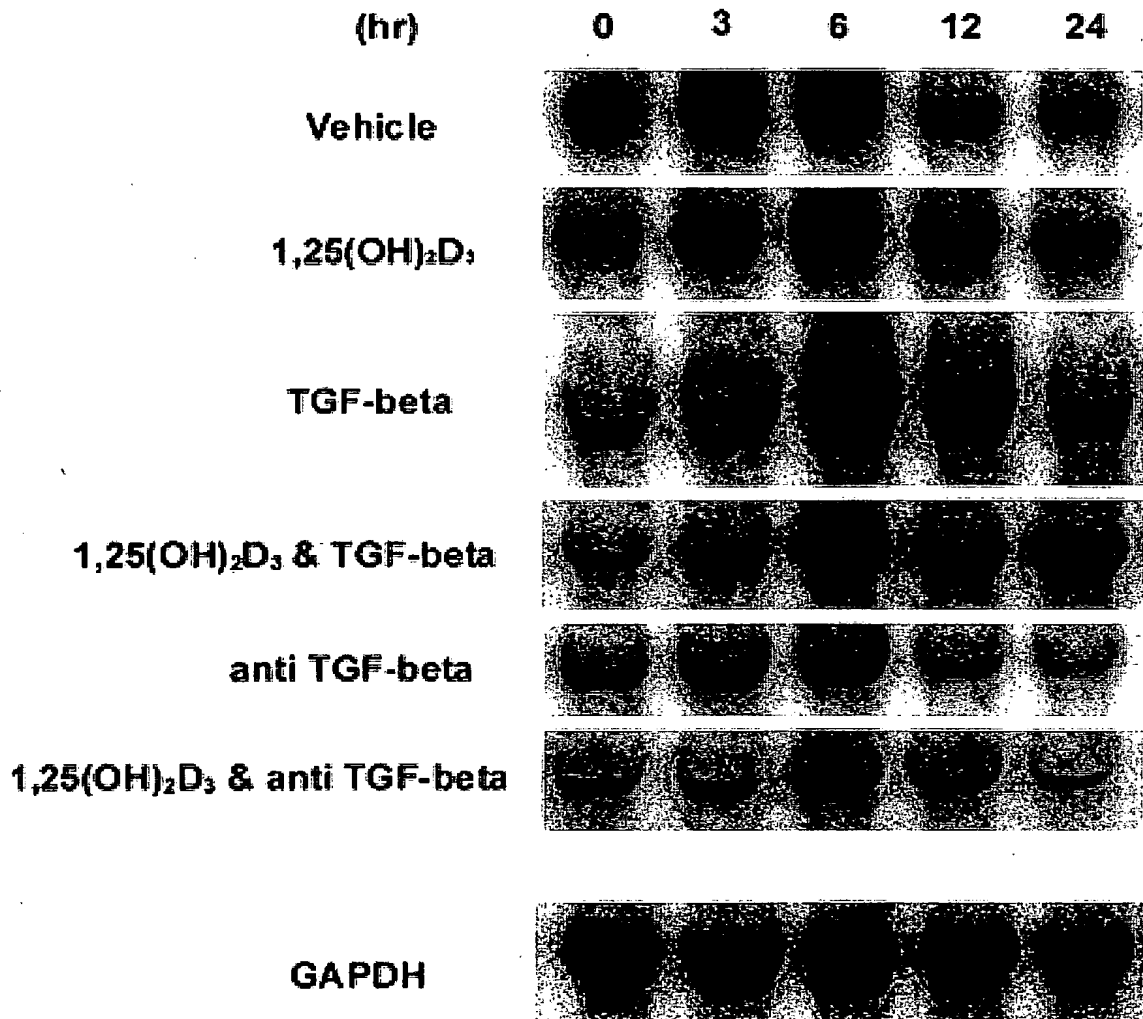 (hr) 0 3 6 12 24
Vehicle
1,25(OH)₂D₃
TGF-beta
1,25(OH)₂D₃ & TGF-beta
anti TGF-beta
1,25(OH)₂D₃ & anti TGF-beta
GAPDH